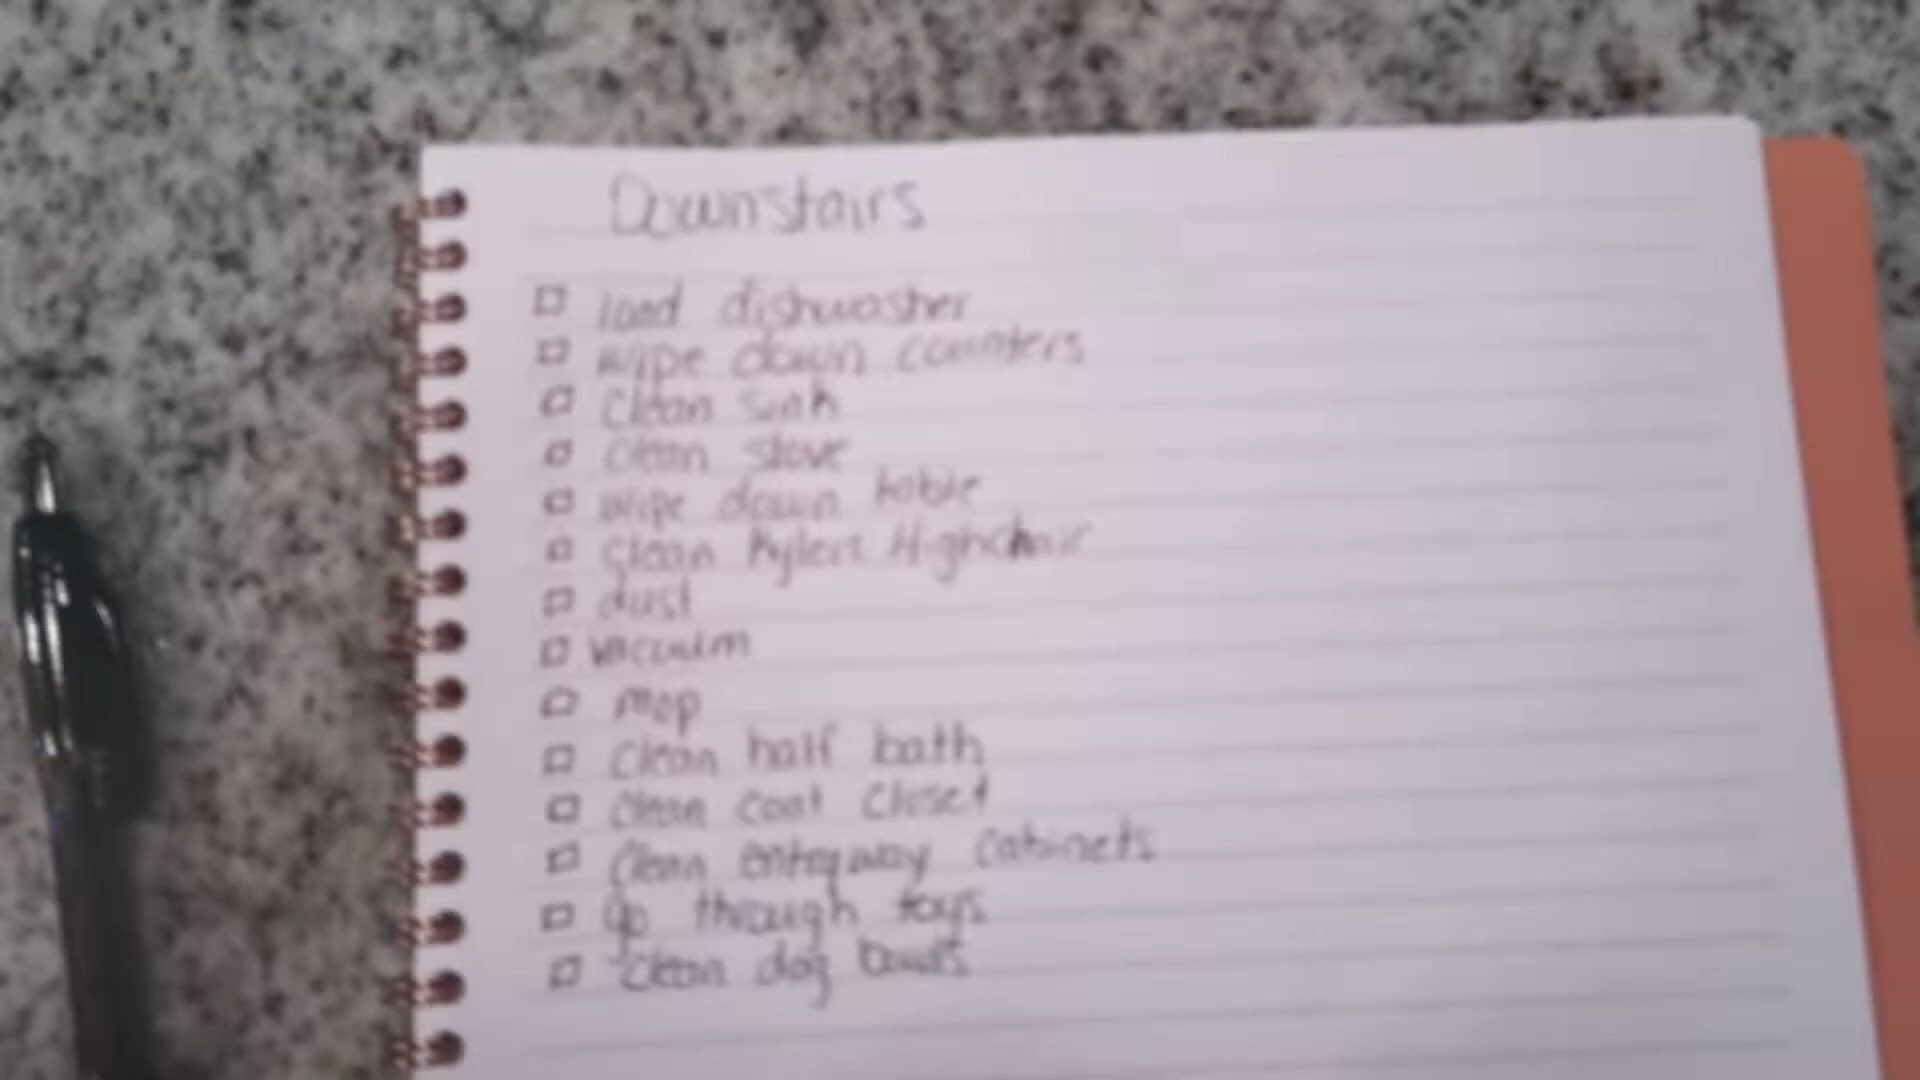 Downstairs
load dishwasher
wipe down counters
clean sink
clean stove
wipe down table
clean Kylers Highchair
dust
vacuum
mop
clean half bath
clean coat closet
clean entryway cabinets
go through toys
clean dog bowls